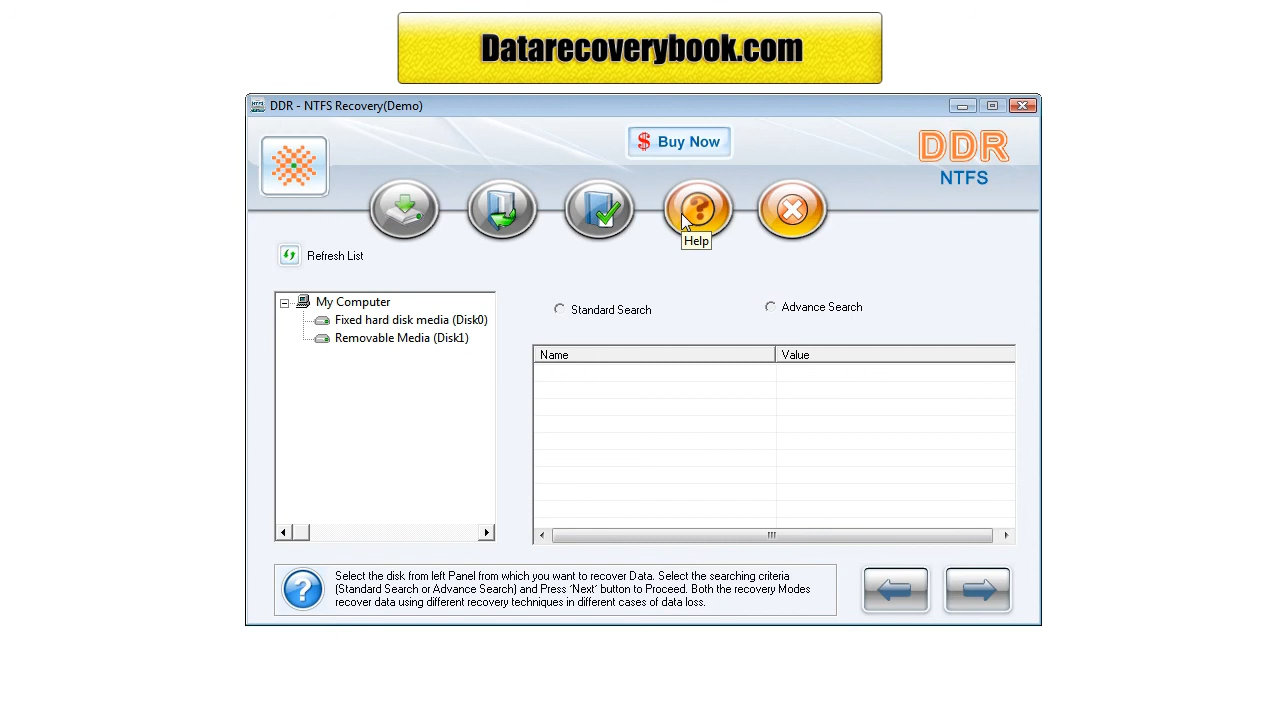 Datarecoverybook.com
DDR - NTFS Recovery(Demo)
$ Buy Now
DDR
NTFS
?
Help
Refresh List
My Computer
Fixed hard disk media (Disk0)
Removable Media (Disk1)
Standard Search
Advance Search
Name
Value
?
Select the disk from left Panel from which you want to recover Data. Select the searching criteria
(Standard Search or Advance Search) and Press 'Next' button to Proceed. Both the recovery Modes
recover data using different recovery techniques in different cases of data loss.